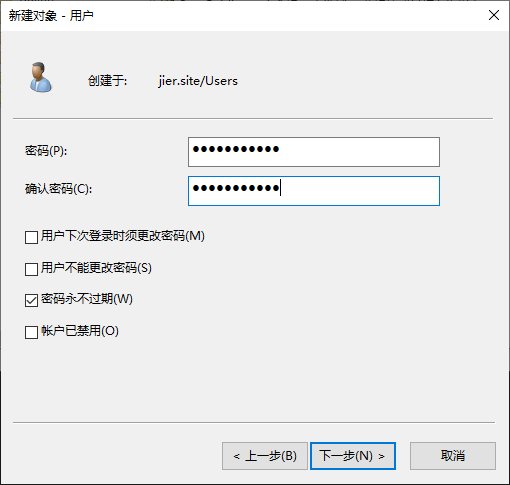 新建对象 - 用户
创建于: jier.site/Users
密码(P): ●●●●●●●●●●●
确认密码(C): ●●●●●●●●●●●
用户下次登录时须更改密码(M)
用户不能更改密码(S)
密码永不过期(W)
帐户已禁用(O)
< 上一步(B) 下一步(N) > 取消